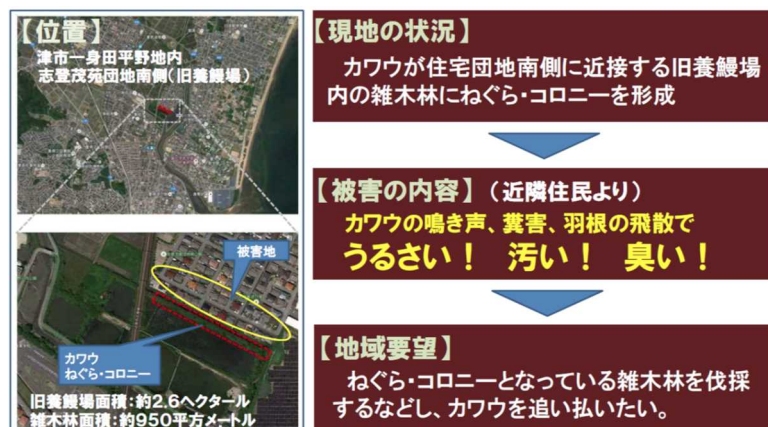 【位置】
津市一身田平野地内
志登茂苑団地南側(旧養鰻場)
被害地
カワウ
ねぐら・コロニー
旧養鰻場面積:約2.6ヘクタール
雑木林面積:約950平方メートル
【現地の状況】
カワウが住宅団地南側に近接する旧養鰻場
内の雑木林にねぐら・コロニーを形成
【被害の内容】(近隣住民より)
カワウの鳴き声、糞害、羽根の飛散で
うるさい! 汚い! 臭い!
【地域要望】
ねぐら・コロニーとなっている雑木林を伐採
するなどし、カワウを追い払いたい。